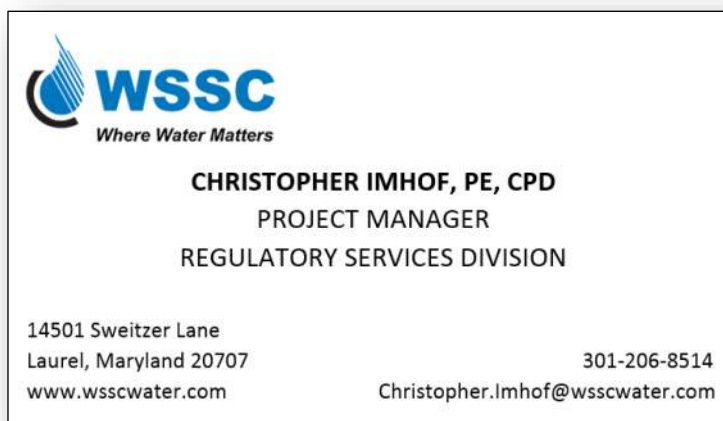 WSSC
Where Water Matters
CHRISTOPHER IMHOF, PE, CPD
PROJECT MANAGER
REGULATORY SERVICES DIVISION
14501 Sweitzer Lane
Laurel, Maryland 20707
301-206-8514
www.wsscwater.com
Christopher.Imhof@wsscwater.com